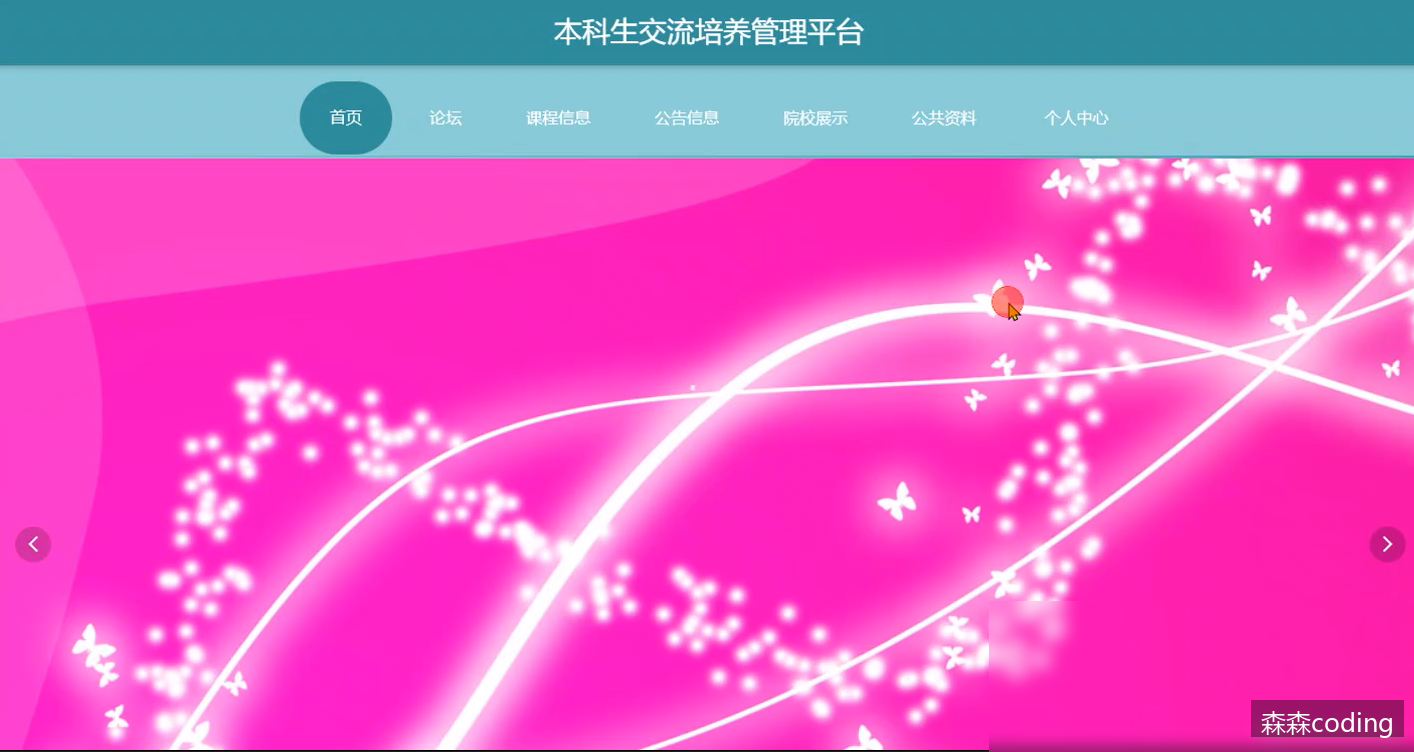 本科生交流培养管理平台
首页 论坛 课程信息 公告信息 院校展示 公共资料 个人中心
森森coding